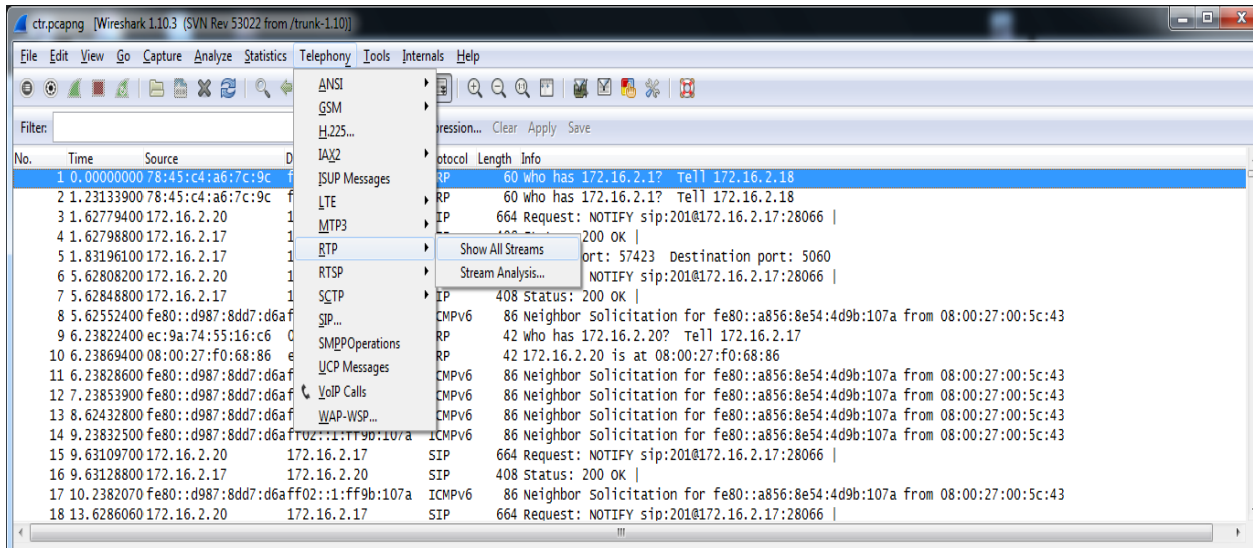 ctr.pcapng [Wireshark 1.10.3 (SVN Rev 53022 from /trunk-1.10)]
File Edit View Go Capture Analyze Statistics Telephony Tools Internals Help
Filter: Clear Apply Save
No. Time Source Length Info
1 0.00000000 78:45:c4:a6:7c:9c 60 Who has 172.16.2.1? Tell 172.16.2.18
2 1.23133900 78:45:c4:a6:7c:9c 60 Who has 172.16.2.1? Tell 172.16.2.18
3 1.62779400 172.16.2.20 664 Request: NOTIFY sip:201@172.16.2.17:28066 |
4 1.62798800 172.16.2.17 200 OK |
5 1.83196100 172.16.2.17 ort: 57423 Destination port: 5060
6 5.62808200 172.16.2.20 NOTIFY sip:201@172.16.2.17:28066 |
7 5.62848800 172.16.2.17 408 Status: 200 OK |
8 5.62552400 fe80::d987:8dd7:d6af CMPv6 86 Neighbor Solicitation for fe80::a856:8e54:4d9b:107a from 08:00:27:00:5c:43
9 6.23822400 ec:9a:74:55:16:c6 42 Who has 172.16.2.20? Tell 172.16.2.17
10 6.23869400 08:00:27:f0:68:86 42 172.16.2.20 is at 08:00:27:f0:68:86
11 6.23828600 fe80::d987:8dd7:d6af CMPv6 86 Neighbor Solicitation for fe80::a856:8e54:4d9b:107a from 08:00:27:00:5c:43
12 7.23853900 fe80::d987:8dd7:d6af CMPv6 86 Neighbor Solicitation for fe80::a856:8e54:4d9b:107a from 08:00:27:00:5c:43
13 8.62432800 fe80::d987:8dd7:d6af CMPv6 86 Neighbor Solicitation for fe80::a856:8e54:4d9b:107a from 08:00:27:00:5c:43
14 9.23832500 fe80::d987:8dd7:d6aff02::1:ff9b:107a ICMPv6 86 Neighbor Solicitation for fe80::a856:8e54:4d9b:107a from 08:00:27:00:5c:43
15 9.63109700 172.16.2.20 172.16.2.17 SIP 664 Request: NOTIFY sip:201@172.16.2.17:28066 |
16 9.63128800 172.16.2.17 172.16.2.20 SIP 408 Status: 200 OK |
17 10.2382070 fe80::d987:8dd7:d6aff02::1:ff9b:107a ICMPv6 86 Neighbor Solicitation for fe80::a856:8e54:4d9b:107a from 08:00:27:00:5c:43
18 13.6286060 172.16.2.20 172.16.2.17 SIP 664 Request: NOTIFY sip:201@172.16.2.17:28066 |
ANSI
GSM
H.225...
IAX2
ISUP Messages
LTE
MTP3
RTP
RTSP
SCTP
SIP...
SMPPOperations
UCP Messages
VoIP Calls
WAP-WSP...
Show All Streams
Stream Analysis...